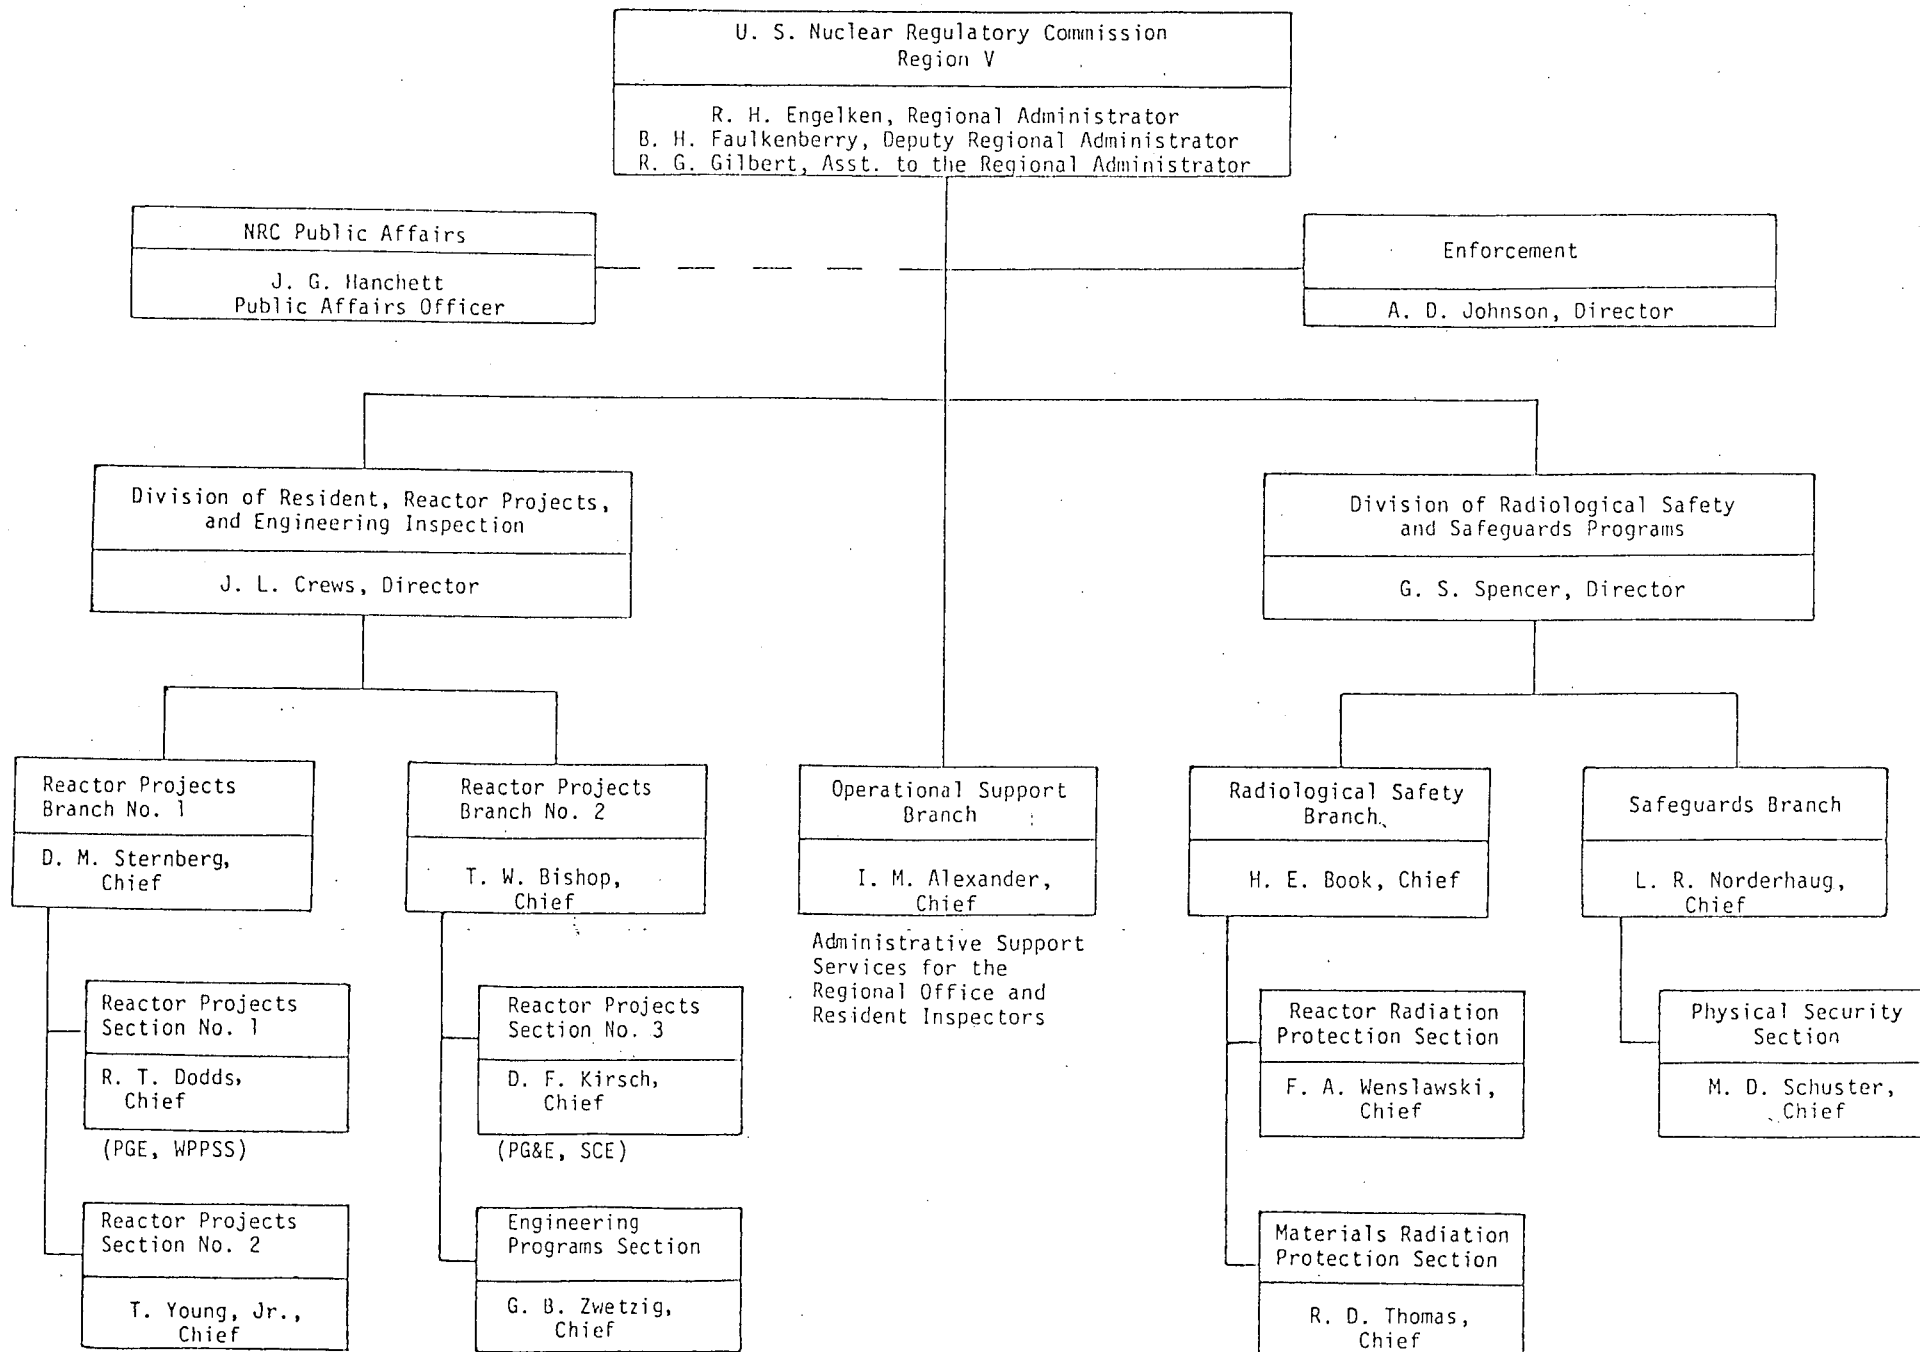 U. S. Nuclear Regulatory Commission
Region V
R. H. Engelken, Regional Administrator
B. H. Faulkenberry, Deputy Regional Administrator
R. G. Gilbert, Asst. to the Regional Administrator
NRC Public Affairs
J. G. Hanchett
Public Affairs Officer
Enforcement
A. D. Johnson, Director
Division of Resident, Reactor Projects,
and Engineering Inspection
J. L. Crews, Director
Division of Radiological Safety
and Safeguards Programs
G. S. Spencer, Director
Reactor Projects
Branch No. 1
D. M. Sternberg,
Chief
Reactor Projects
Branch No. 2
T. W. Bishop,
Chief
Operational Support
Branch
I. M. Alexander,
Chief
Administrative Support
Services for the
Regional Office and
Resident Inspectors
Radiological Safety
Branch
H. E. Book, Chief
Safeguards Branch
L. R. Norderhaug,
Chief
Reactor Projects
Section No. 1
R. T. Dodds,
Chief
(PGE, WPPSS)
Reactor Projects
Section No. 2
T. Young, Jr.,
Chief
Reactor Projects
Section No. 3
D. F. Kirsch,
Chief
(PG&E, SCE)
Engineering
Programs Section
G. B. Zwetzig,
Chief
Reactor Radiation
Protection Section
F. A. Wenslawski,
Chief
Materials Radiation
Protection Section
R. D. Thomas,
Chief
Physical Security
Section
M. D. Schuster,
Chief